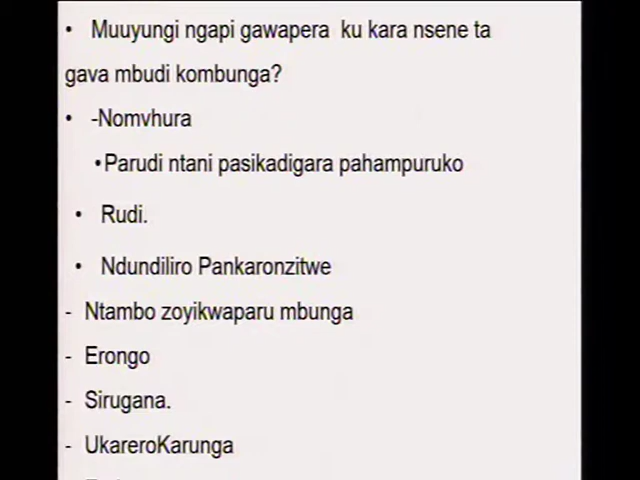 • Muuyungi ngapi gawapera ku kara nsene ta
gava mbudi kombunga?
• -Nomvhura
•Parudi ntani pasikadigara pahampuruko
• Rudi.
• Ndundiliro Pankaronzitwe
- Ntambo zoyikwaparu mbunga
- Erongo
- Sirugana.
- UkareroKarunga